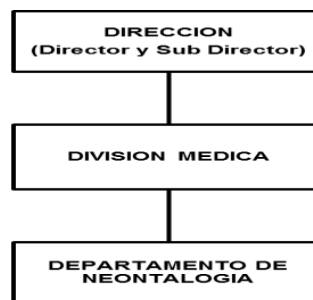 DIRECCION
(Director y Sub Director)
DIVISION MEDICA
DEPARTAMENTO DE
NEONTALOGIA